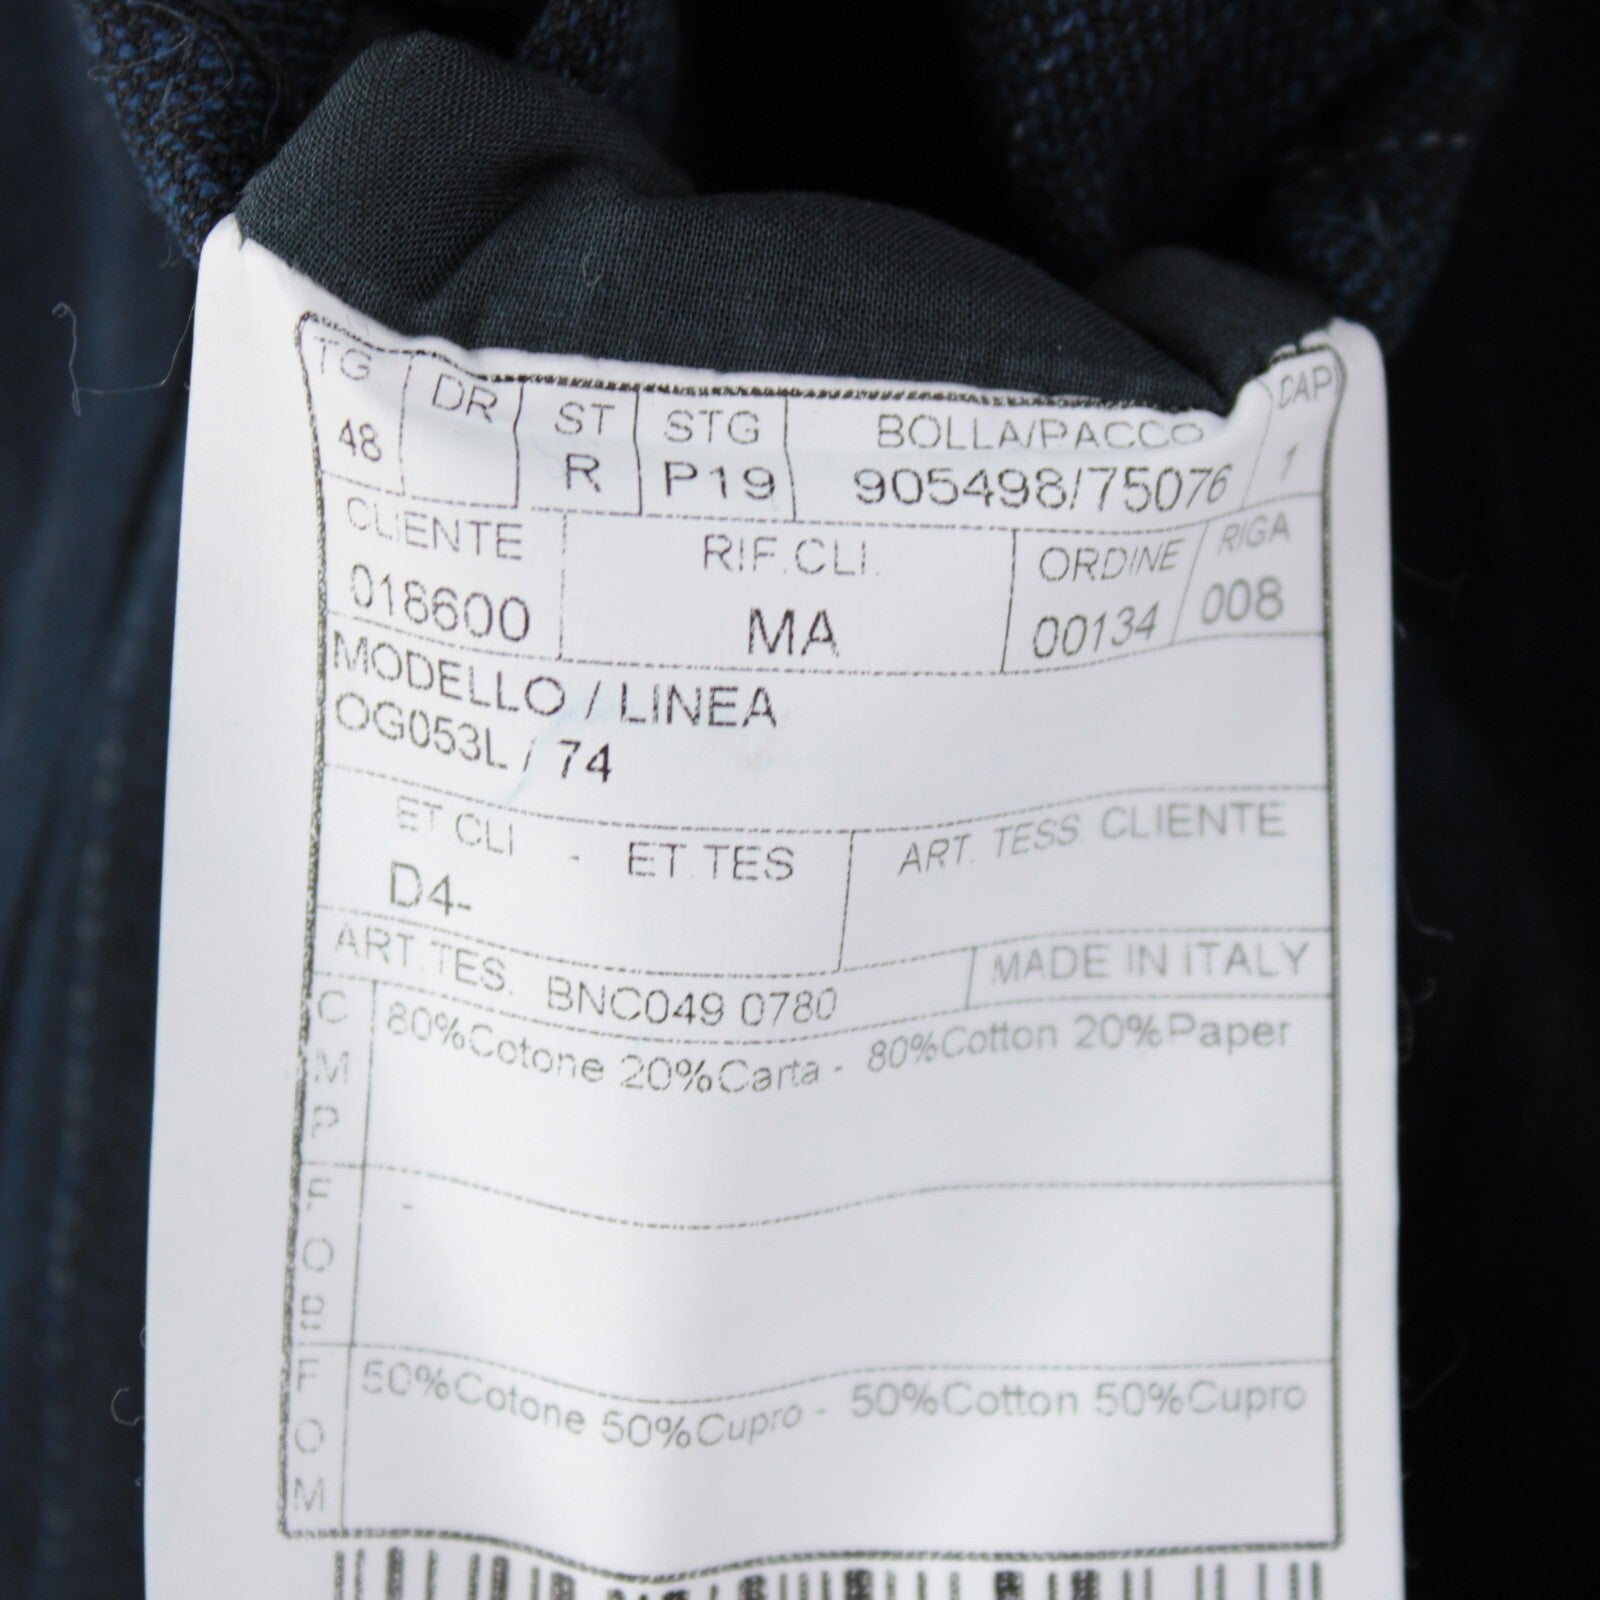 TG DR ST STG BOLLA/PACCO CAP
48 R P19 905498/75076 1
CLIENTE RIF.CLI. ORDINE RIGA
018600 MA 00134 008
MODELLO / LINEA
OG053L / 74
ET CLI - ET.TES ART. TESS. CLIENTE
D4-
ART.TES. BNC049 0780 MADE IN ITALY
COMP 80%Cotone 20%Carta - 80%Cotton 20%Paper
-
FOM 50%Cotone 50%Cupro - 50%Cotton 50%Cupro